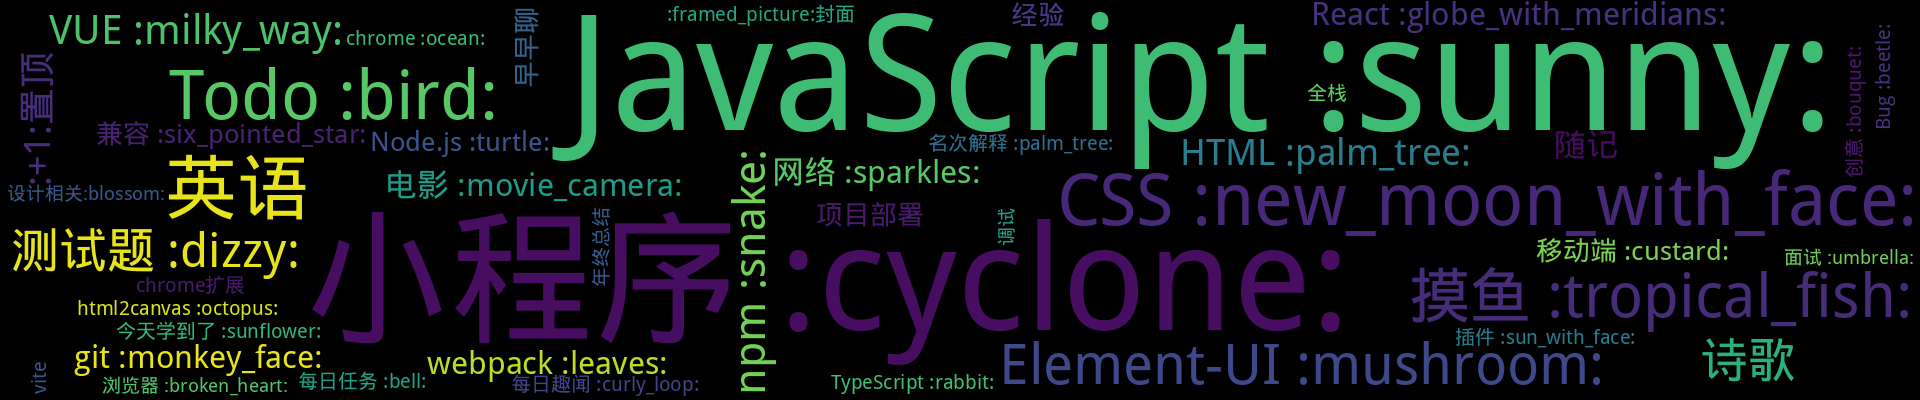 VUE :milky_way:
chrome :ocean:
早早聊
:framed_picture:封面
经验
React :globe_with_meridians:
JavaScript :sunny:
:+1:置顶
Todo :bird:
全栈
创意 :bouquet:
Bug :beetle:
兼容 :six_pointed_star:
Node.js :turtle:
名次解释 :palm_tree:
HTML :palm_tree:
随记
设计相关:blossom:
英语
电影 :movie_camera:
网络 :sparkles:
CSS :new_moon_with_face:
测试题 :dizzy:
小程序 :cyclone:
年终总结
npm :snake:
项目部署
调试
移动端 :custard:
面试 :umbrella:
chrome扩展
html2canvas :octopus:
摸鱼 :tropical_fish:
今天学到了 :sunflower:
插件 :sun_with_face:
git :monkey_face:
webpack :leaves:
Element-UI :mushroom:
诗歌
vite
浏览器 :broken_heart:
每日任务 :bell:
每日趣闻 :curly_loop:
TypeScript :rabbit: